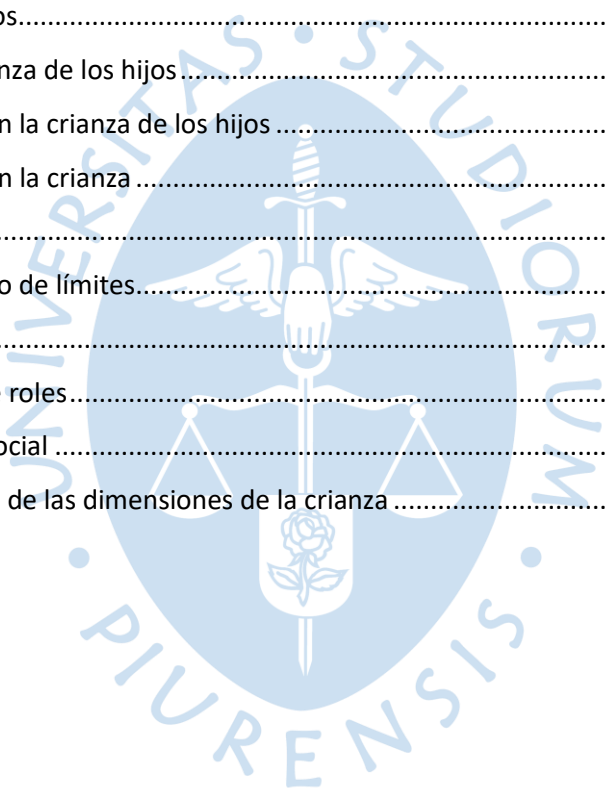 os....................................................................................................
nza de los hijos....................................................................................
n la crianza de los hijos..................................................................
n la crianza..........................................................................................
..........................................................................................................
o de límites..........................................................................................
..........................................................................................................
e roles....................................................................................................
ocial......................................................................................................
de las dimensiones de la crianza..............................................
UNIVERSITAS • STUDIORUM • PIURENSIS •